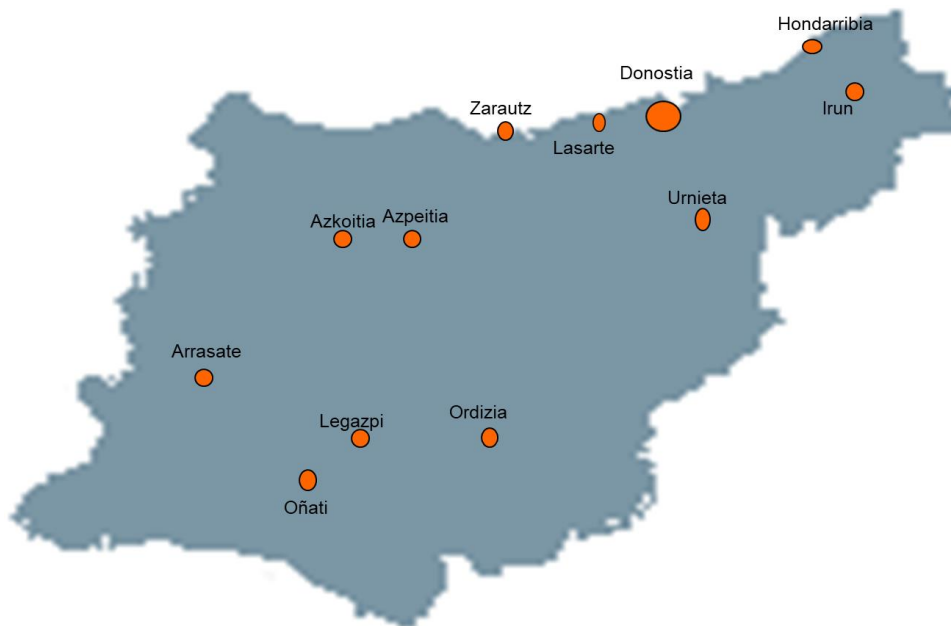 Hondarribia
Donostia
Irun
Zarautz
Lasarte
Urnieta
Azkoitia
Azpeitia
Arrasate
Legazpi
Ordizia
Oñati